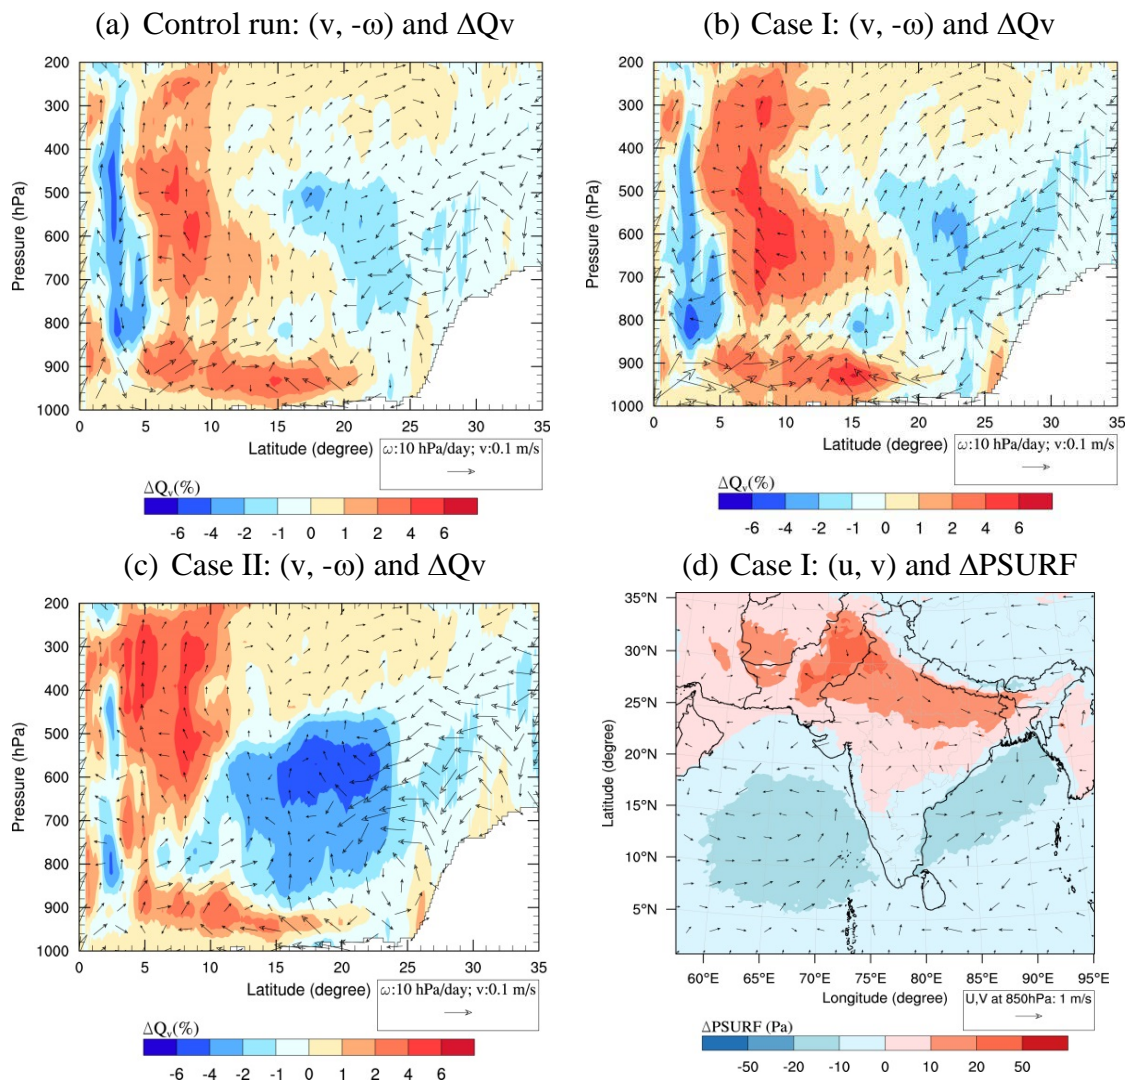 (a) Control run: (v, -ω) and ΔQv
200
300
400
500
600
700
800
900
1000
Pressure (hPa)
0 5 10 15 20 25 30 35
Latitude (degree)
ω:10 hPa/day; v:0.1 m/s
ΔQv(%)
-6 -4 -2 -1 0 1 2 4 6
(b) Case I: (v, -ω) and ΔQv
200
300
400
500
600
700
800
900
1000
Pressure (hPa)
0 5 10 15 20 25 30 35
Latitude (degree)
ω:10 hPa/day; v:0.1 m/s
ΔQv(%)
-6 -4 -2 -1 0 1 2 4 6
(c) Case II: (v, -ω) and ΔQv
200
300
400
500
600
700
800
900
1000
Pressure (hPa)
0 5 10 15 20 25 30 35
Latitude (degree)
ω:10 hPa/day; v:0.1 m/s
ΔQv(%)
-6 -4 -2 -1 0 1 2 4 6
(d) Case I: (u, v) and ΔPSURF
35°N
30°N
25°N
20°N
15°N
10°N
5°N
Latitude (degree)
60°E 65°E 70°E 75°E 80°E 85°E 90°E 95°E
Longitude (degree)
U,V at 850hPa: 1 m/s
ΔPSURF (Pa)
-50 -20 -10 0 10 20 50